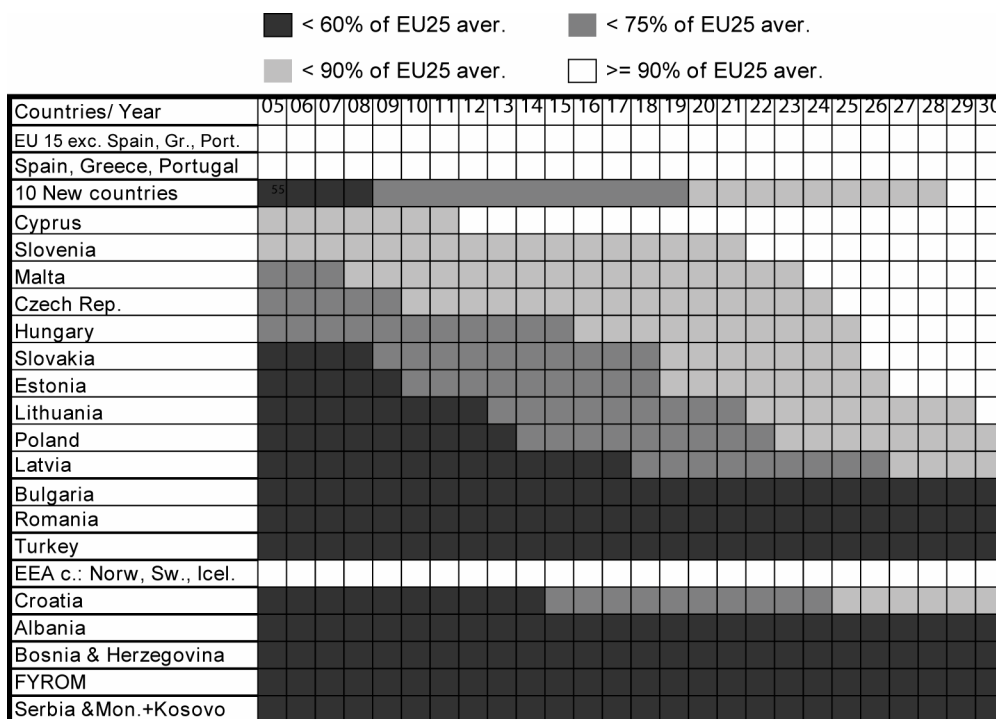 < 60% of EU25 aver. < 75% of EU25 aver.
< 90% of EU25 aver. >= 90% of EU25 aver.
Countries/ Year 05 06 07 08 09 10 11 12 13 14 15 16 17 18 19 20 21 22 23 24 25 26 27 28 29 30
EU 15 exc. Spain, Gr., Port.
Spain, Greece, Portugal
10 New countries 55
Cyprus
Slovenia
Malta
Czech Rep.
Hungary
Slovakia
Estonia
Lithuania
Poland
Latvia
Bulgaria
Romania
Turkey
EEA c.: Norw, Sw., Icel.
Croatia
Albania
Bosnia & Herzegovina
FYROM
Serbia &Mon.+Kosovo